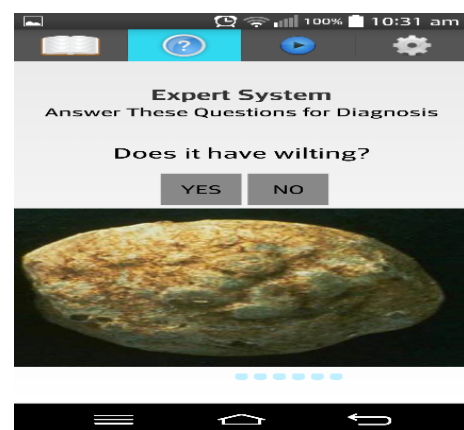 100% 10:31 am
Expert System
Answer These Questions for Diagnosis
Does it have wilting?
YES NO